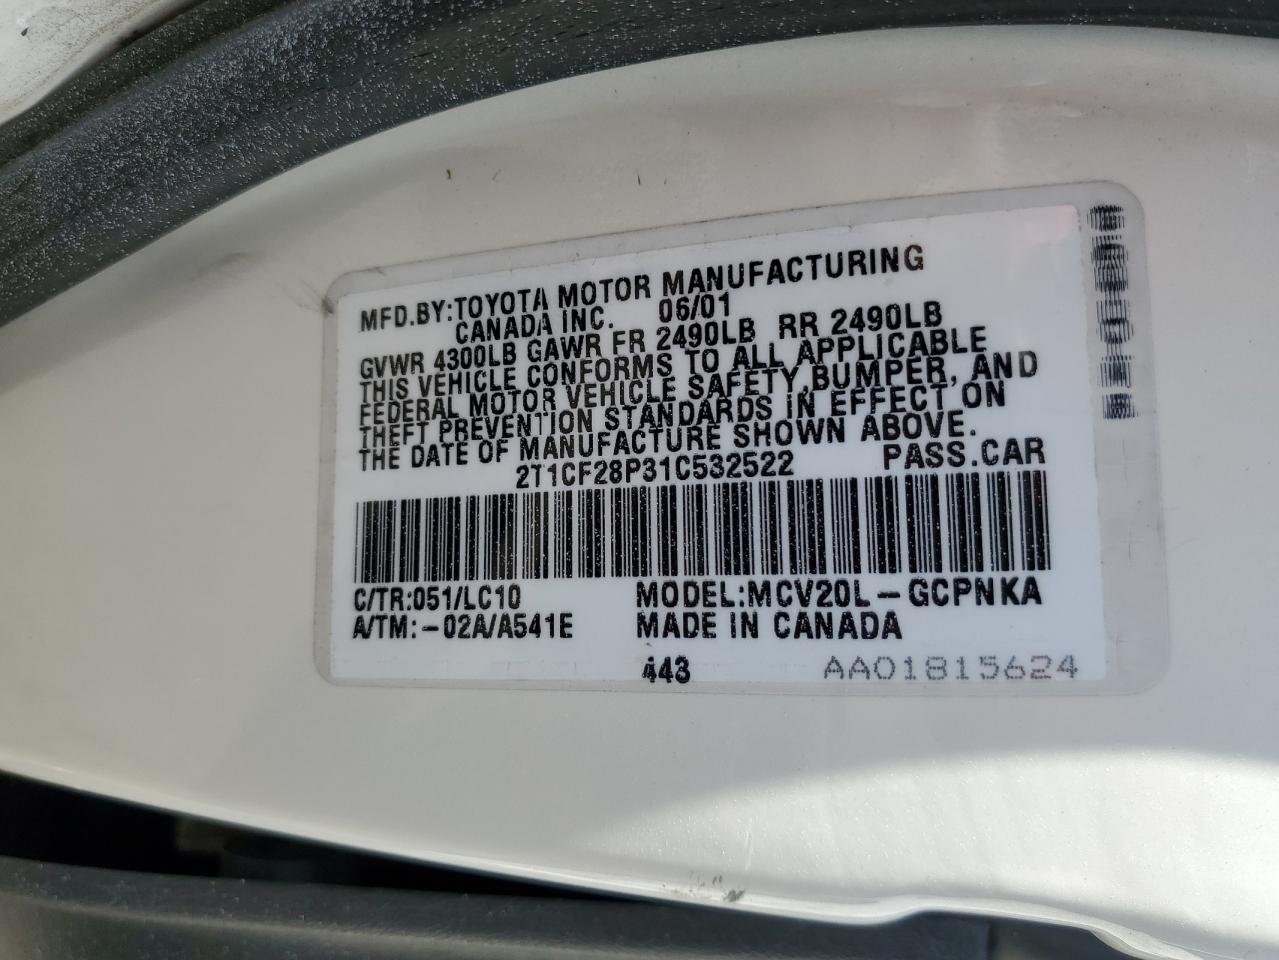 MFD.BY:TOYOTA MOTOR MANUFACTURING
CANADA INC. 06/01
GVWR 4300LB GAWR FR 2490LB RR 2490LB
THIS VEHICLE CONFORMS TO ALL APPLICABLE
FEDERAL MOTOR VEHICLE SAFETY,BUMPER, AND
THEFT PREVENTION STANDARDS IN EFFECT ON
THE DATE OF MANUFACTURE SHOWN ABOVE.
2T1CF28P31C532522 PASS.CAR
C/TR:051/LC10 MODEL:MCV20L-GCPNKA
A/TM:-02A/A541E MADE IN CANADA
443 AA01815624